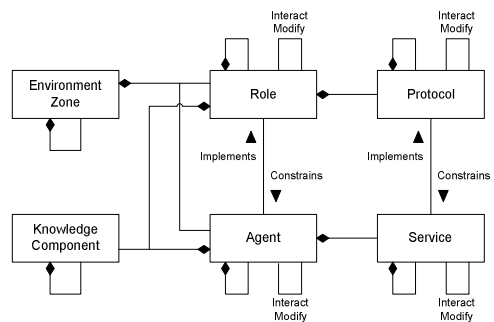 Interact
Modify
Interact
Modify
Environment
Zone
Role
Protocol
Implements
Implements
Constrains
Constrains
Knowledge
Component
Agent
Service
Interact
Modify
Interact
Modify